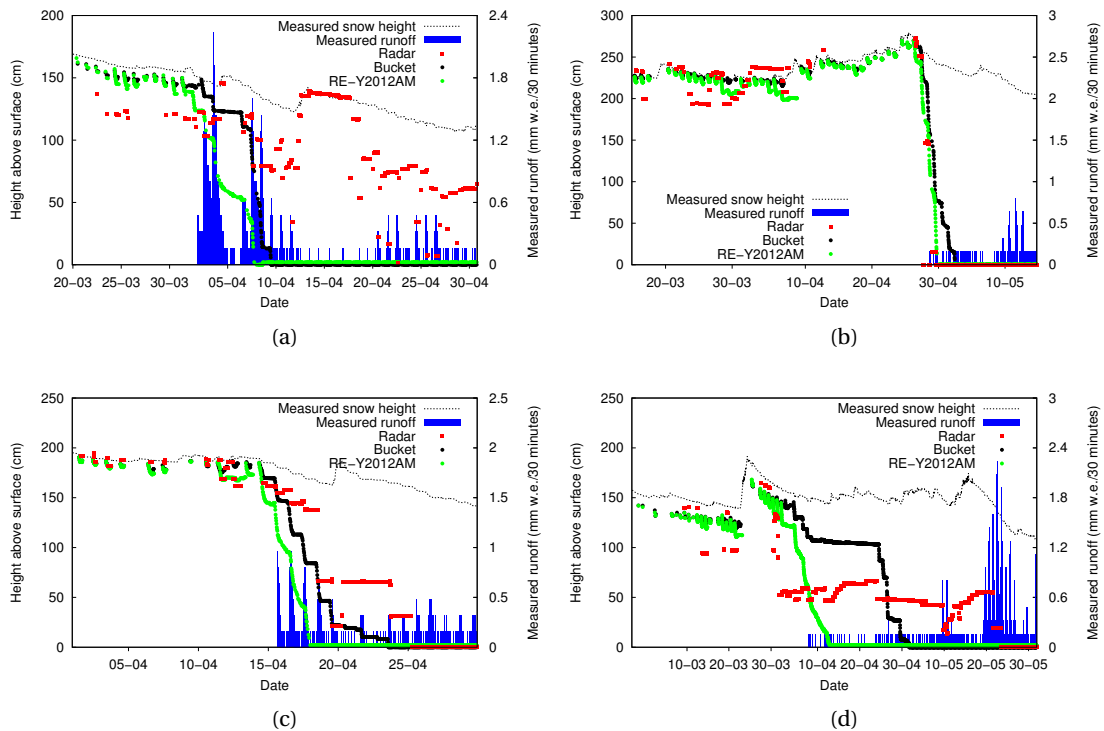 200
150
100
50
0
2.4
1.8
1.2
0.6
0
20−03 25−03 30−03 05−04 10−04 15−04 20−04 25−04 30−04
Height above surface (cm)
Measured runoff (mm w.e./30 minutes)
Date
Measured snow height
Measured runoff
Radar
Bucket
RE−Y2012AM
(a)
300
250
200
150
100
50
0
3
2.5
2
1.5
1
0.5
0
20−03 30−03 10−04 20−04 30−04 10−05
Height above surface (cm)
Measured runoff (mm w.e./30 minutes)
Date
Measured snow height
Measured runoff
Radar
Bucket
RE−Y2012AM
(b)
250
200
150
100
50
0
2.5
2
1.5
1
0.5
0
05−04 10−04 15−04 20−04 25−04
Height above surface (cm)
Measured runoff (mm w.e./30 minutes)
Date
Measured snow height
Measured runoff
Radar
Bucket
RE−Y2012AM
(c)
250
200
150
100
50
0
3
2.4
1.8
1.2
0.6
0
10−03 20−03 30−03 10−04 20−04 30−04 10−05 20−05 30−05
Height above surface (cm)
Measured runoff (mm w.e./30 minutes)
Date
Measured snow height
Measured runoff
Radar
Bucket
RE−Y2012AM
(d)